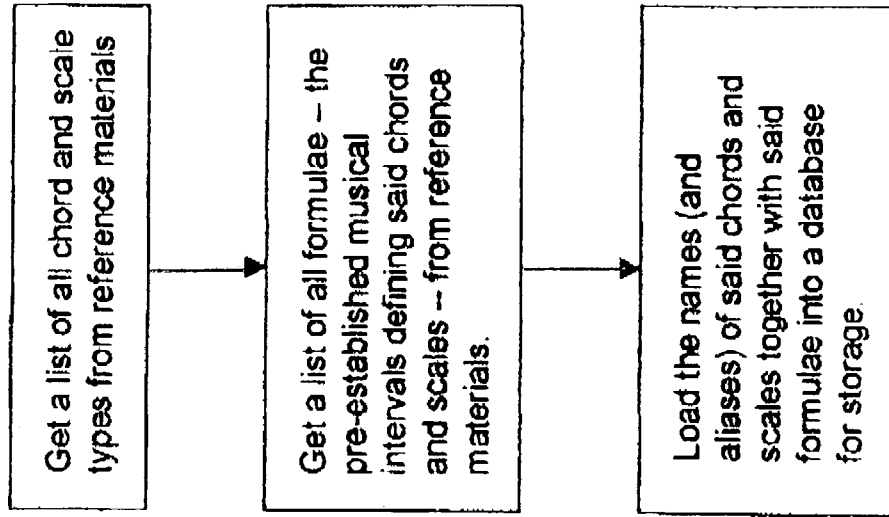 Get a list of all chord and scale
types from reference materials
Get a list of all formulae – the
pre-established musical
intervals defining said chords
and scales -- from reference
materials.
Load the names (and
aliases) of said chords and
scales together with said
formulae into a database
for storage.